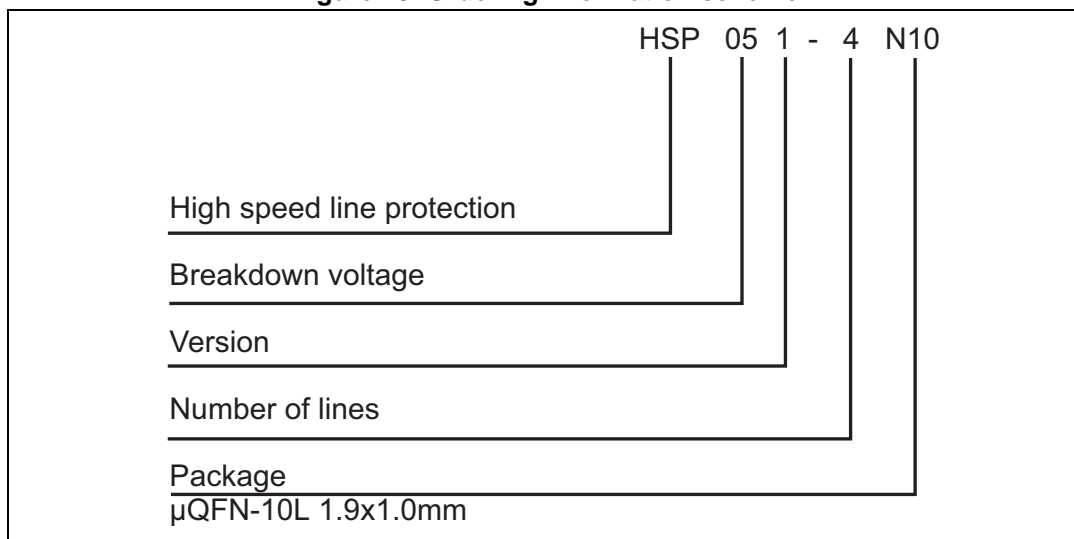 HSP 05 1 - 4 N10
High speed line protection
Breakdown voltage
Version
Number of lines
Package
µQFN-10L 1.9x1.0mm